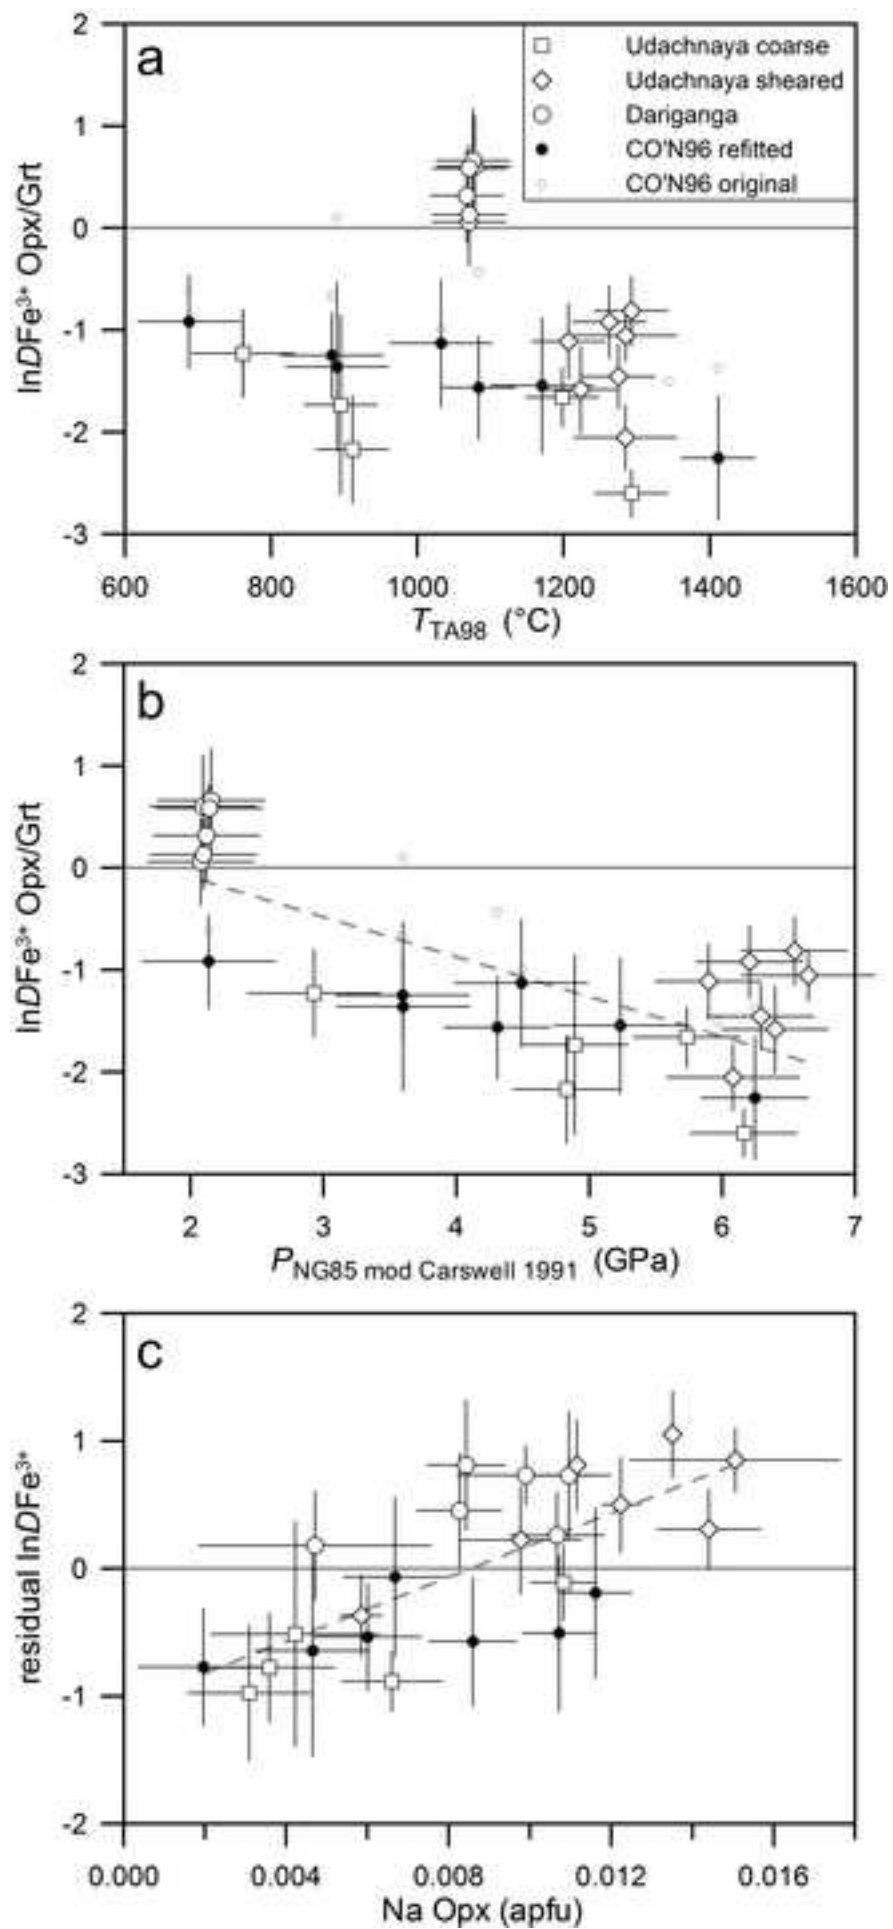 a
2
1
0
-1
-2
-3
lnDFe³⁺ Opx/Grt
Udachnaya coarse
Udachnaya sheared
Dariganga
CO'N96 refitted
CO'N96 original
600 800 1000 1200 1400 1600
T TA98 (°C)
b
2
1
0
-1
-2
-3
lnDFe³⁺ Opx/Grt
2 3 4 5 6 7
P NG85 mod Carswell 1991 (GPa)
c
2
1
0
-1
-2
residual lnDFe³⁺
0.000 0.004 0.008 0.012 0.016
Na Opx (apfu)